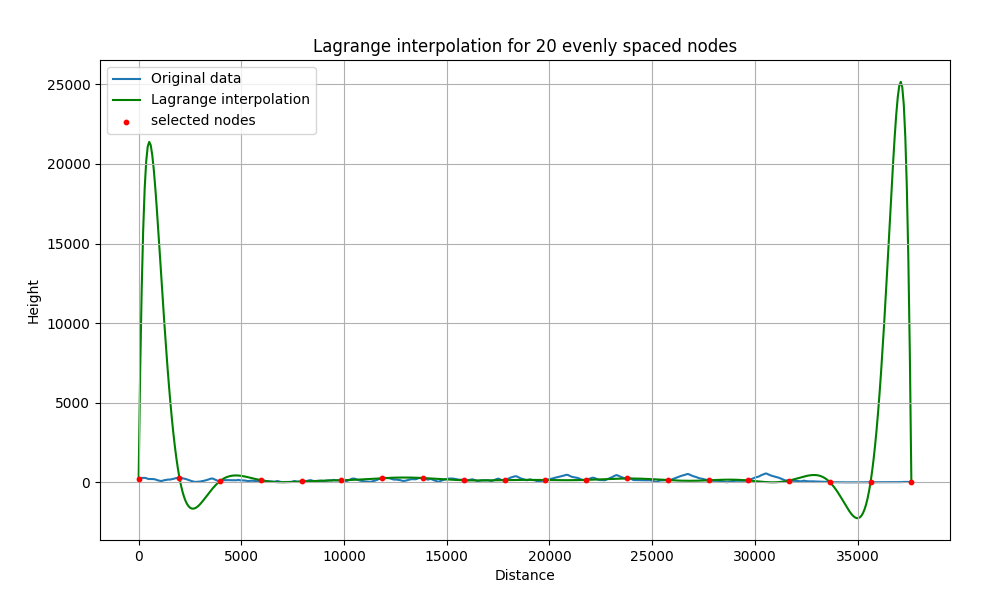 Lagrange interpolation for 20 evenly spaced nodes
Original data
Lagrange interpolation
selected nodes
25000
20000
15000
10000
5000
0
Height
0 5000 10000 15000 20000 25000 30000 35000
Distance